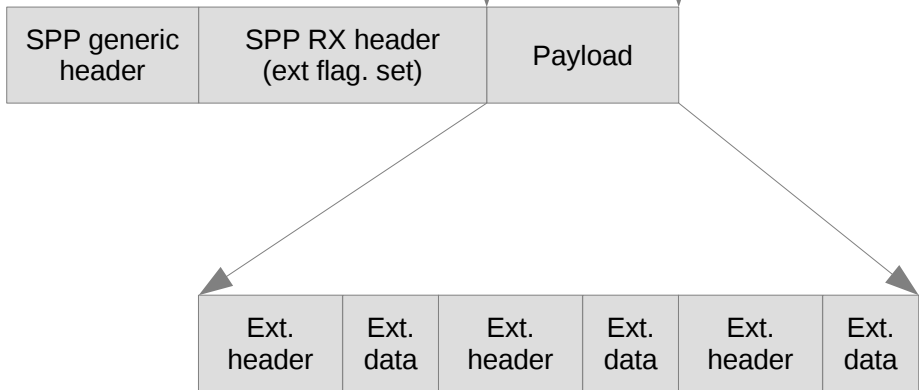 SPP generic
header
SPP RX header
(ext flag. set)
Payload
Ext.
header
Ext.
data
Ext.
header
Ext.
data
Ext.
header
Ext.
data